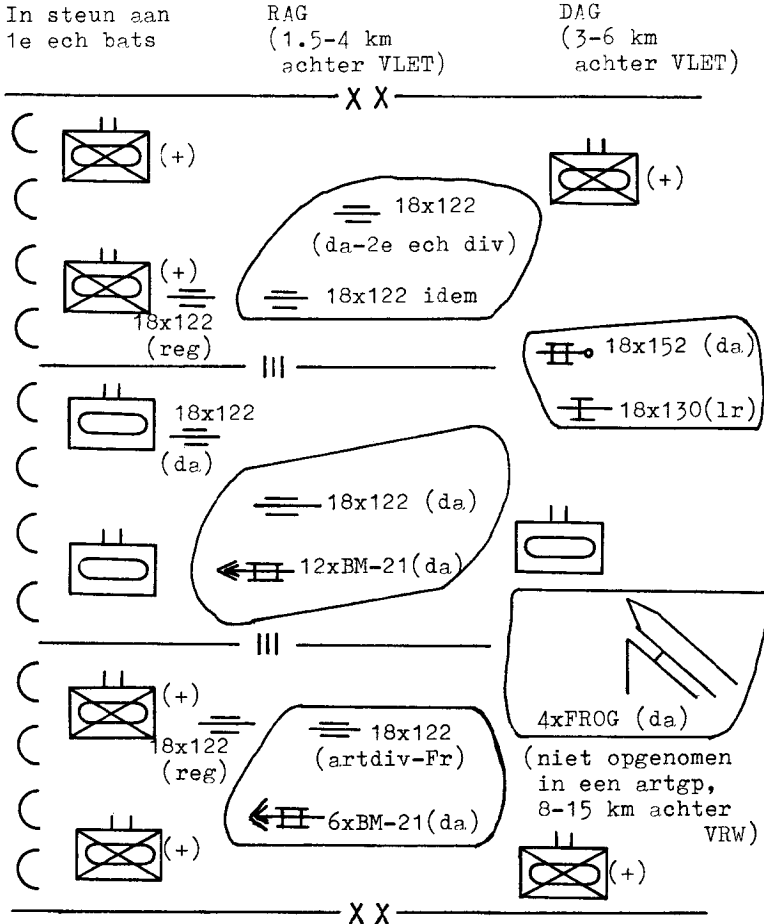 In steun aan
1e ech bats
RAG
(1.5-4 km
achter VLET)
DAG
(3-6 km
achter VLET)
X X
(+)
(+)
18x122
(da-2e ech div)
18x122 idem
(+)
18x122
(reg)
18x152 (da)
18x130(lr)
III
18x122
(da)
18x122 (da)
12xBM-21(da)
III
4xFROG (da)
(niet opgenomen
in een artgp,
8-15 km achter
VRW)
(+)
18x122
(reg)
18x122
(artdiv-Fr)
6xBM-21(da)
(+)
(+)
X X